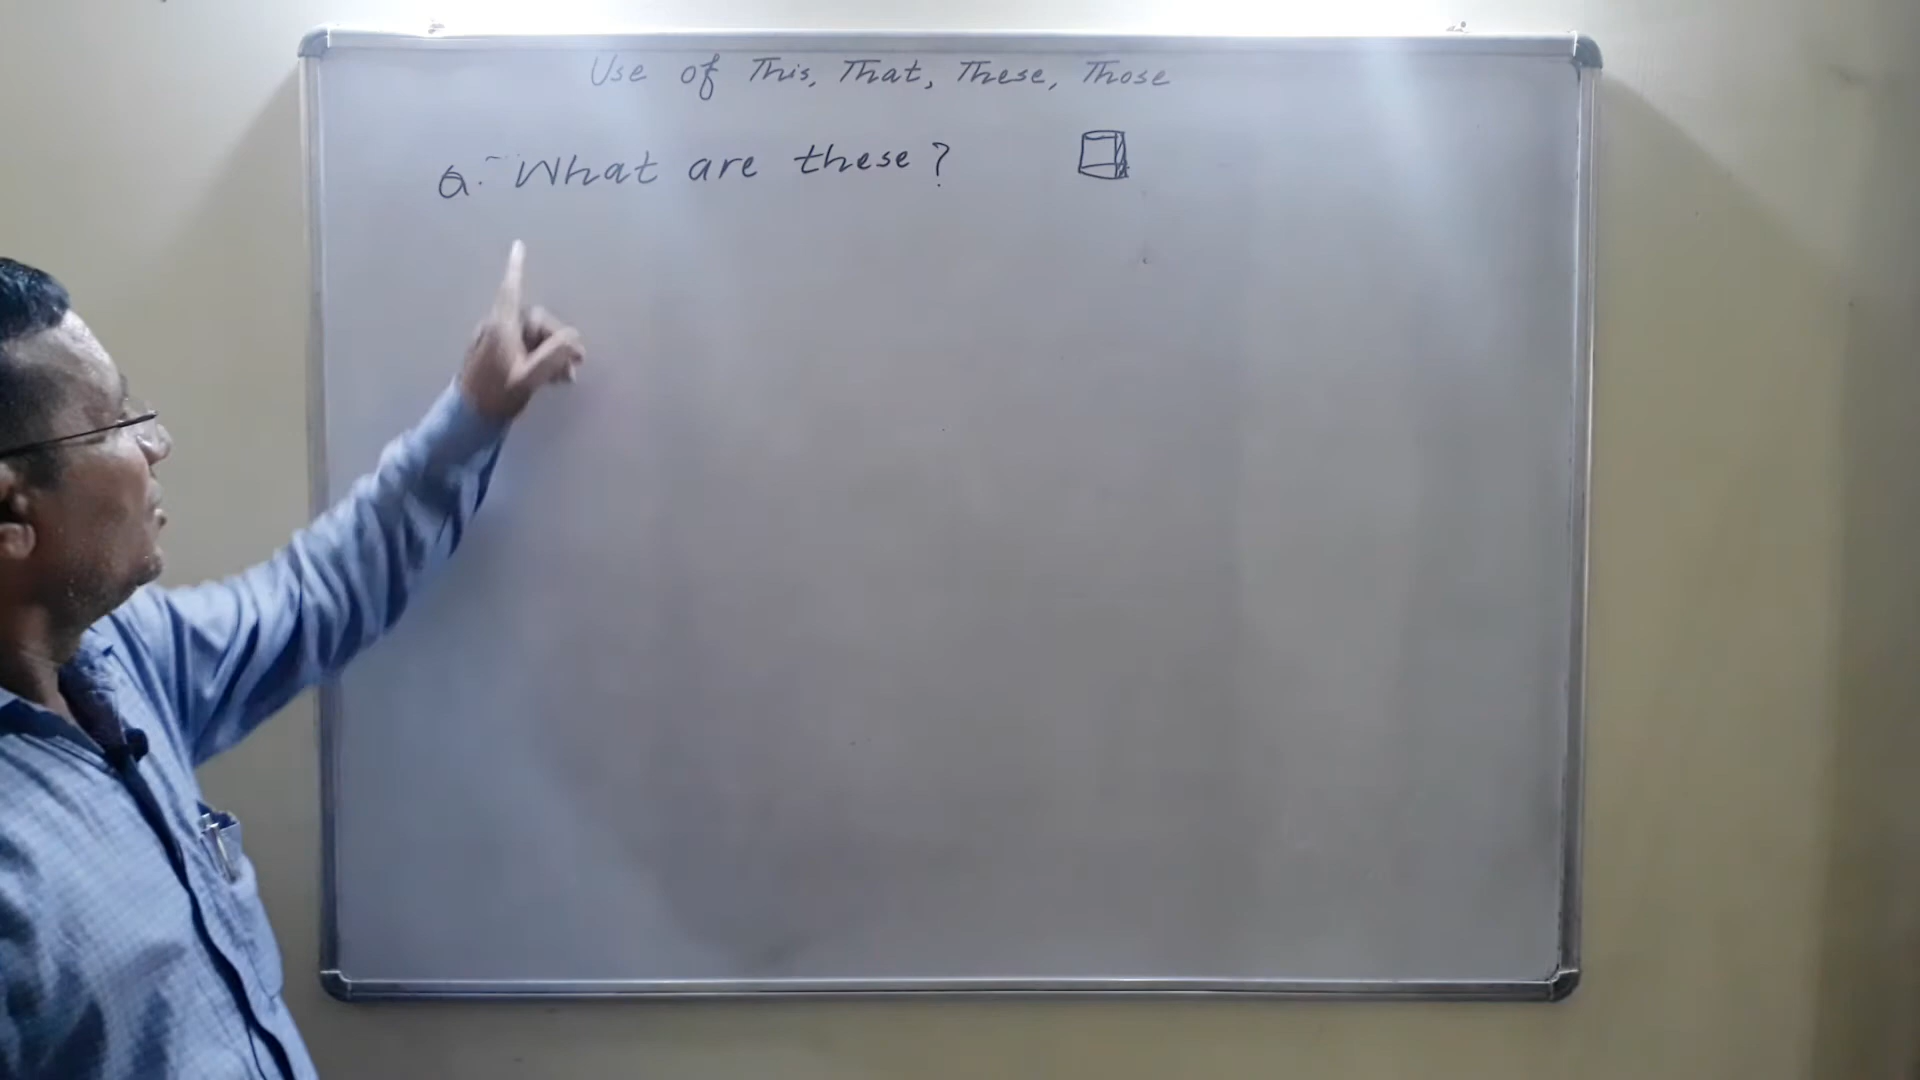 Use of This, That, These, Those
Q:- What are these?